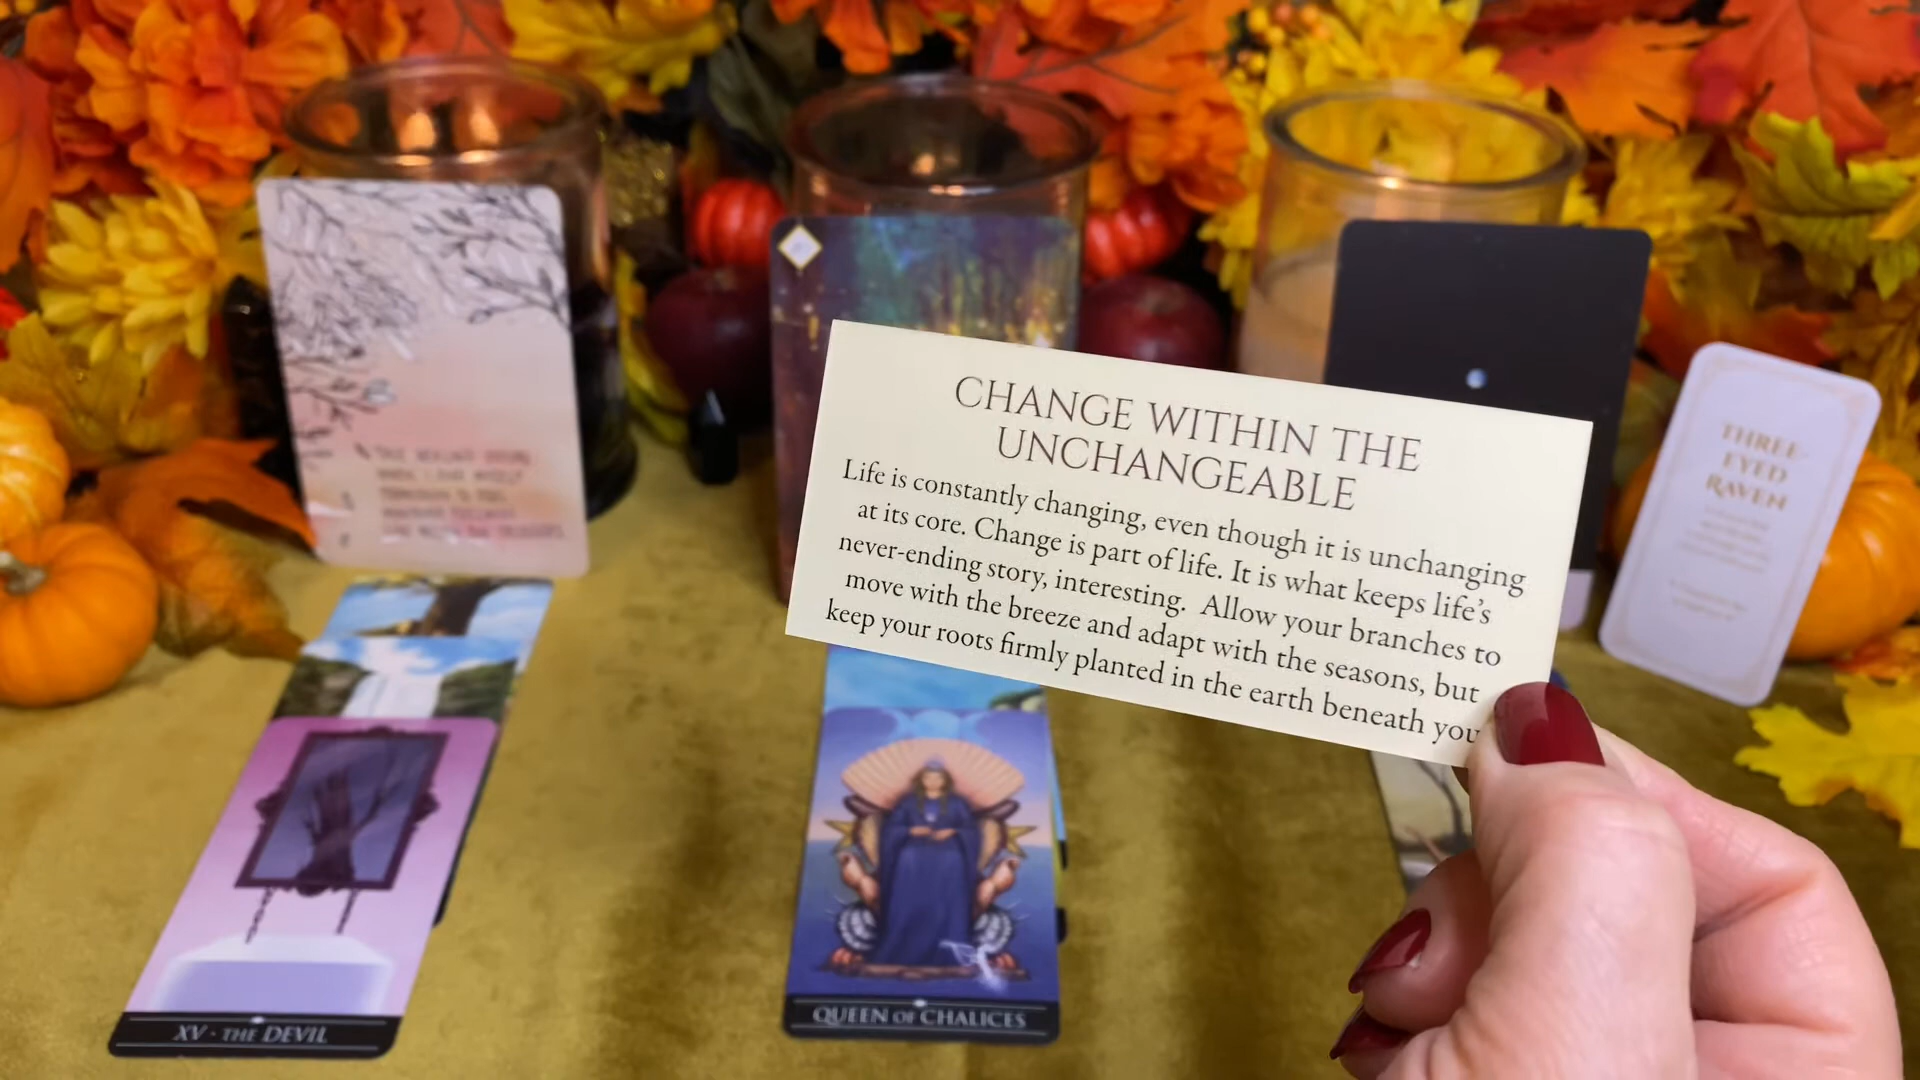 CHANGE WITHIN THE
UNCHANGEABLE
Life is constantly changing, even though it is unchanging
at its core. Change is part of life. It is what keeps life's
never-ending story, interesting. Allow your branches to
move with the breeze and adapt with the seasons, but
keep your roots firmly planted in the earth beneath you
THREE-
EYED
RAVEN
XV · THE DEVIL
QUEEN OF CHALICES